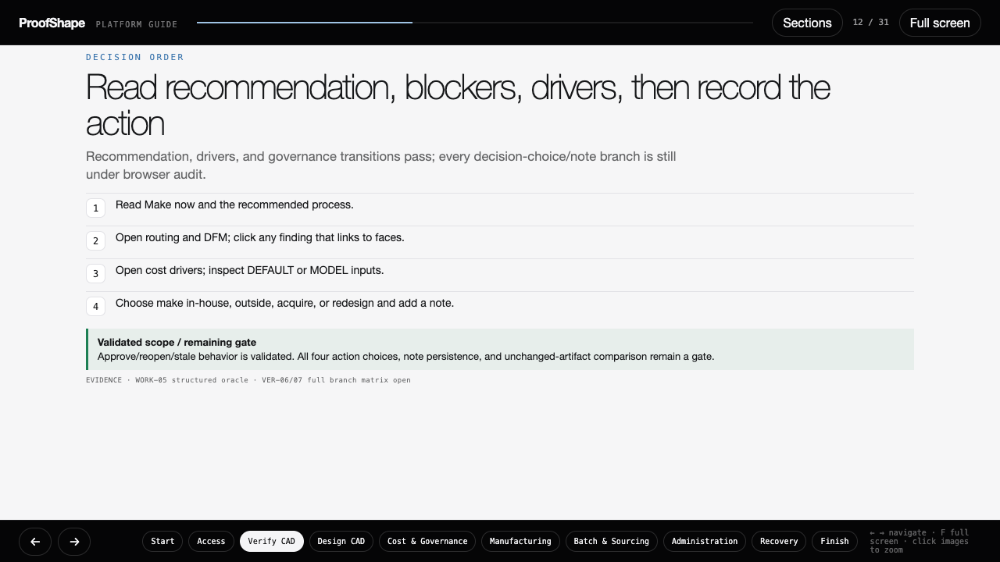 ProofShape PLATFORM GUIDE
Sections
12 / 31
Full screen
DECISION ORDER
Read recommendation, blockers, drivers, then record the
action
Recommendation, drivers, and governance transitions pass; every decision-choice/note branch is still
under browser audit.
1 Read Make now and the recommended process.
2 Open routing and DFM; click any finding that links to faces.
3 Open cost drivers; inspect DEFAULT or MODEL inputs.
4 Choose make in-house, outside, acquire, or redesign and add a note.
Validated scope / remaining gate
Approve/reopen/stale behavior is validated. All four action choices, note persistence, and unchanged-artifact comparison remain a gate.
EVIDENCE · WORK-05 structured oracle · VER-06/07 full branch matrix open
← →
Start
Access
Verify CAD
Design CAD
Cost & Governance
Manufacturing
Batch & Sourcing
Administration
Recovery
Finish
← → navigate · F full
screen · click images
to zoom